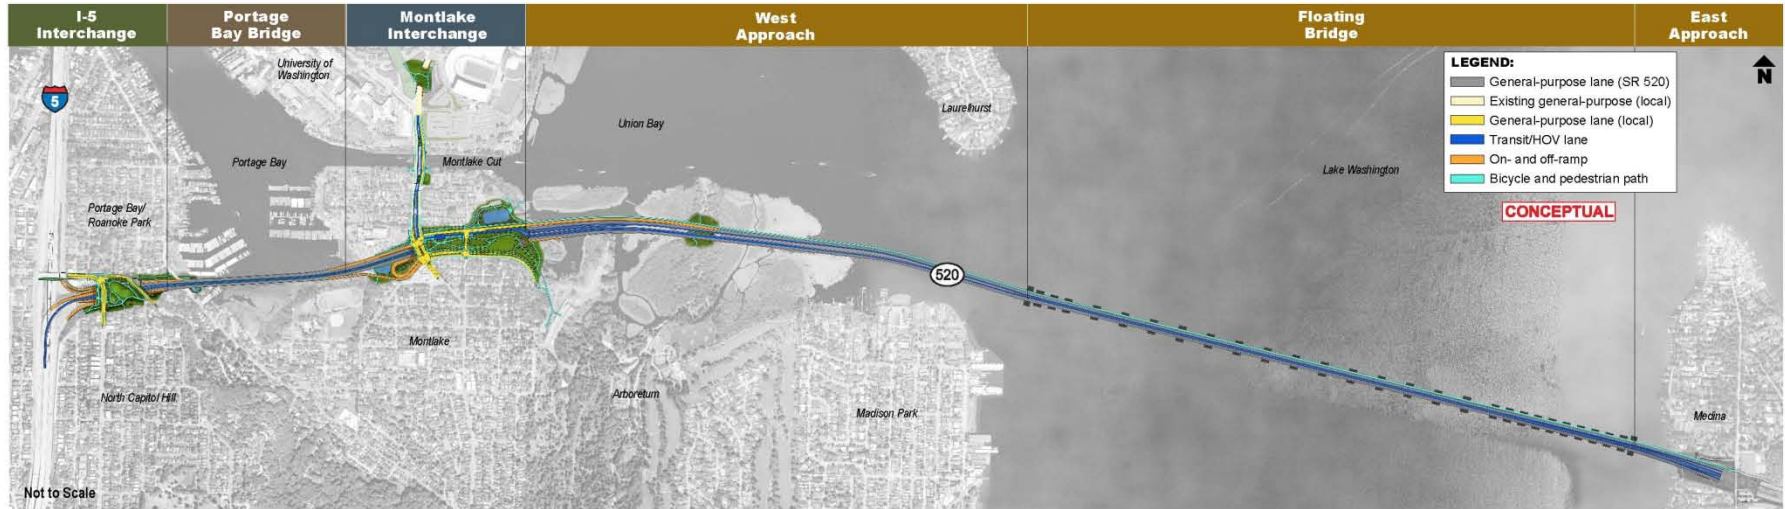 I-5
Interchange
Portage
Bay Bridge
Montlake
Interchange
West
Approach
Floating
Bridge
East
Approach
LEGEND:
General-purpose lane (SR 520)
Existing general-purpose (local)
General-purpose lane (local)
Transit/HOV lane
On- and off-ramp
Bicycle and pedestrian path
N
CONCEPTUAL
University of
Washington
5
Laurelhurst
Union Bay
Portage Bay
Montlake Cut
Lake Washington
Portage Bay/
Roanoke Park
520
Montlake
North Capitol Hill
Arboretum
Madison Park
Medina
Not to Scale